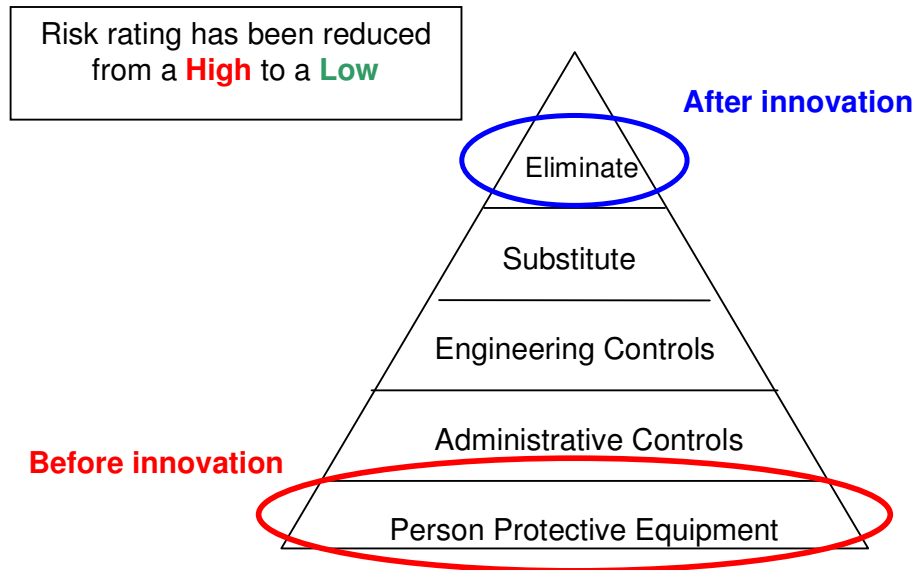 Risk rating has been reduced
from a High to a Low
After innovation
Eliminate
Substitute
Engineering Controls
Administrative Controls
Before innovation
Person Protective Equipment